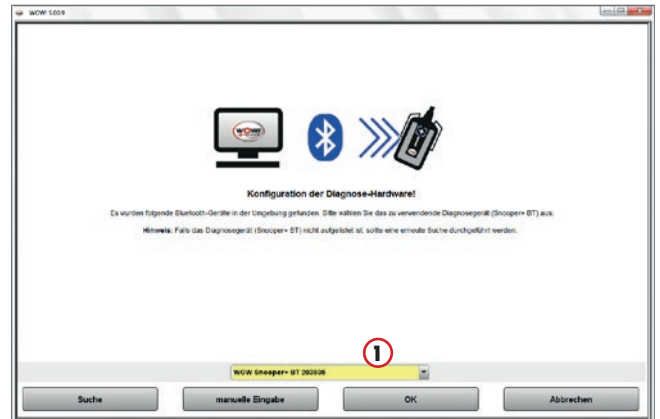 WOW! 5.00.9
WOW!
Konfiguration der Diagnose-Hardware!
Es wurden folgende Bluetooth-Geräte in der Umgebung gefunden. Bitte wählen Sie das zu verwendende Diagnosegerät (Snooper+ BT) aus.
Hinweis: Falls das Diagnosegerät (Snooper+ BT) nicht aufgelistet ist, sollte eine erneute Suche durchgeführt werden.
1
WOW Snooper+ BT 202835
Suche manuelle Eingabe OK Abbrechen